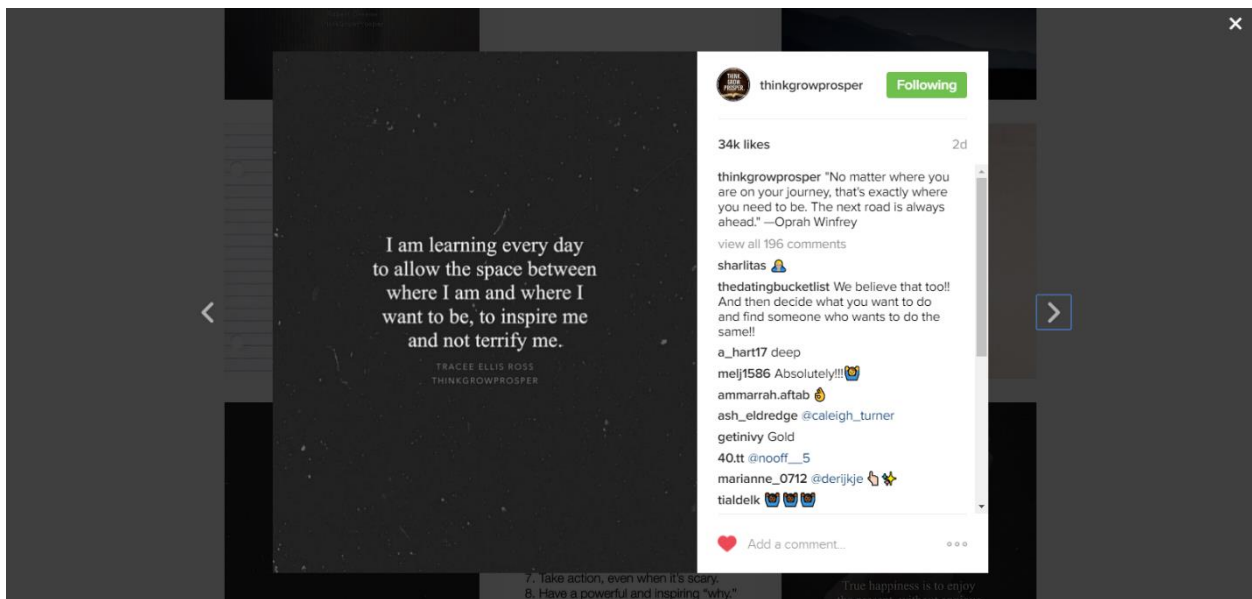 I am learning every day
to allow the space between
where I am and where I
want to be, to inspire me
and not terrify me.
TRACEE ELLIS ROSS
THINKGROWPROSPER
THINK
GROW
PROSPER
thinkgrowprosper
Following
34k likes
2d
thinkgrowprosper "No matter where you
are on your journey, that's exactly where
you need to be. The next road is always
ahead." —Oprah Winfrey
view all 196 comments
sharlitas
thedatingbucketlist We believe that too!!
And then decide what you want to do
and find someone who wants to do the
same!!
a_hart17 deep
melj1586 Absolutely!!!
ammarrah.aftab
ash_eldredge @caleigh_turner
getinivy Gold
40.tt @nooff__5
marianne_0712 @derijkje
tialdelk
Add a comment...
7. Take action, even when it's scary.
8. Have a powerful and inspiring "why."
True happiness is to enjoy